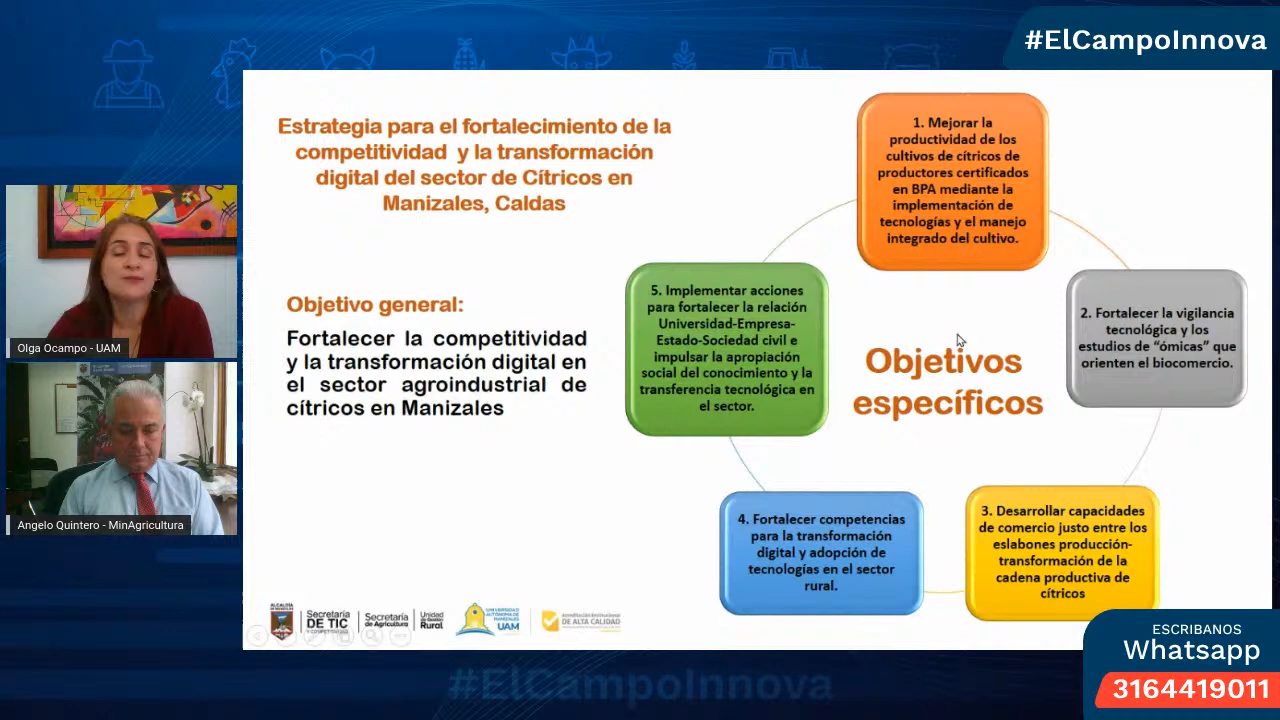 #ElCampoInnova
Estrategia para el fortalecimiento de la
competitividad y la transformación
digital del sector de Cítricos en
Manizales, Caldas
Objetivo general:
Fortalecer la competitividad
y la transformación digital en
el sector agroindustrial de
cítricos en Manizales
1. Mejorar la
productividad de los
cultivos de cítricos de
productores certificados
en BPA mediante la
implementación de
tecnologías y el manejo
integrado del cultivo.
2. Fortalecer la vigilancia
tecnológica y los
estudios de “ómicas” que
orienten el biocomercio.
3. Desarrollar capacidades
de comercio justo entre los
eslabones producción-
transformación de la
cadena productiva de
cítricos
4. Fortalecer competencias
para la transformación
digital y adopción de
tecnologías en el sector
rural.
5. Implementar acciones
para fortalecer la relación
Universidad-Empresa-
Estado-Sociedad civil e
impulsar la apropiación
social del conocimiento y la
transferencia tecnológica en
el sector.
Objetivos
específicos
Olga Ocampo - UAM
Angelo Quintero - MinAgricultura
ALCALDÍA
DE MANIZALES
Secretaría
DE TIC
Y COMPETITIVIDAD
Secretaría
de Agricultura
Unidad
de Gestión
Rural
UNIVERSIDAD
AUTÓNOMA DE
MANIZALES
UAM
DE ALTA CALIDAD
ESCRIBANOS
Whatsapp
3164419011
#ElCampoInnova